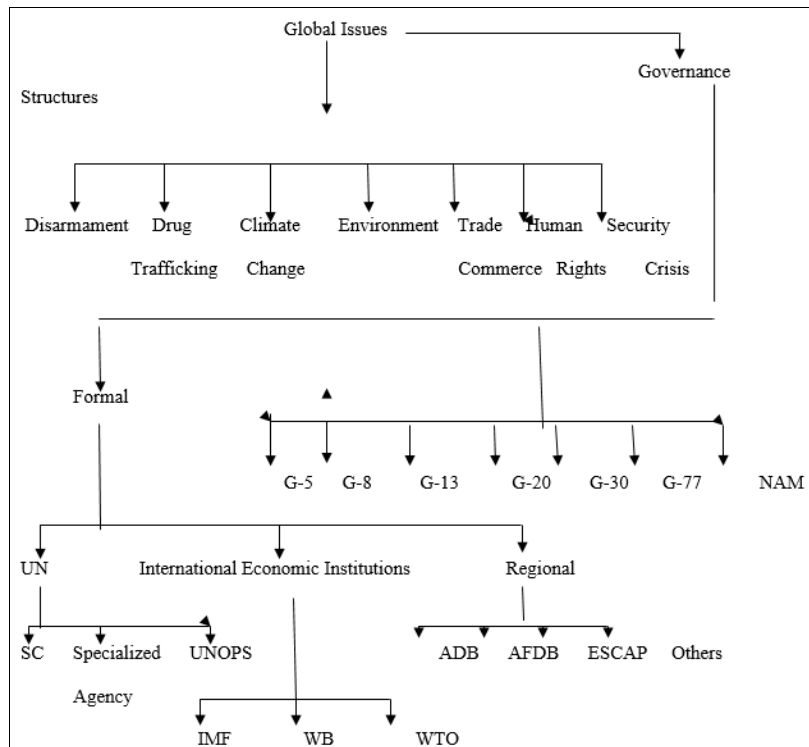 Global Issues
Governance
Structures
Disarmament Drug Climate Environment Trade Human Security
Trafficking Change Commerce Rights Crisis
Formal
G-5 G-8 G-13 G-20 G-30 G-77 NAM
UN International Economic Institutions Regional
SC Specialized UNOPS ADB AFDB ESCAP Others
Agency
IMF WB WTO